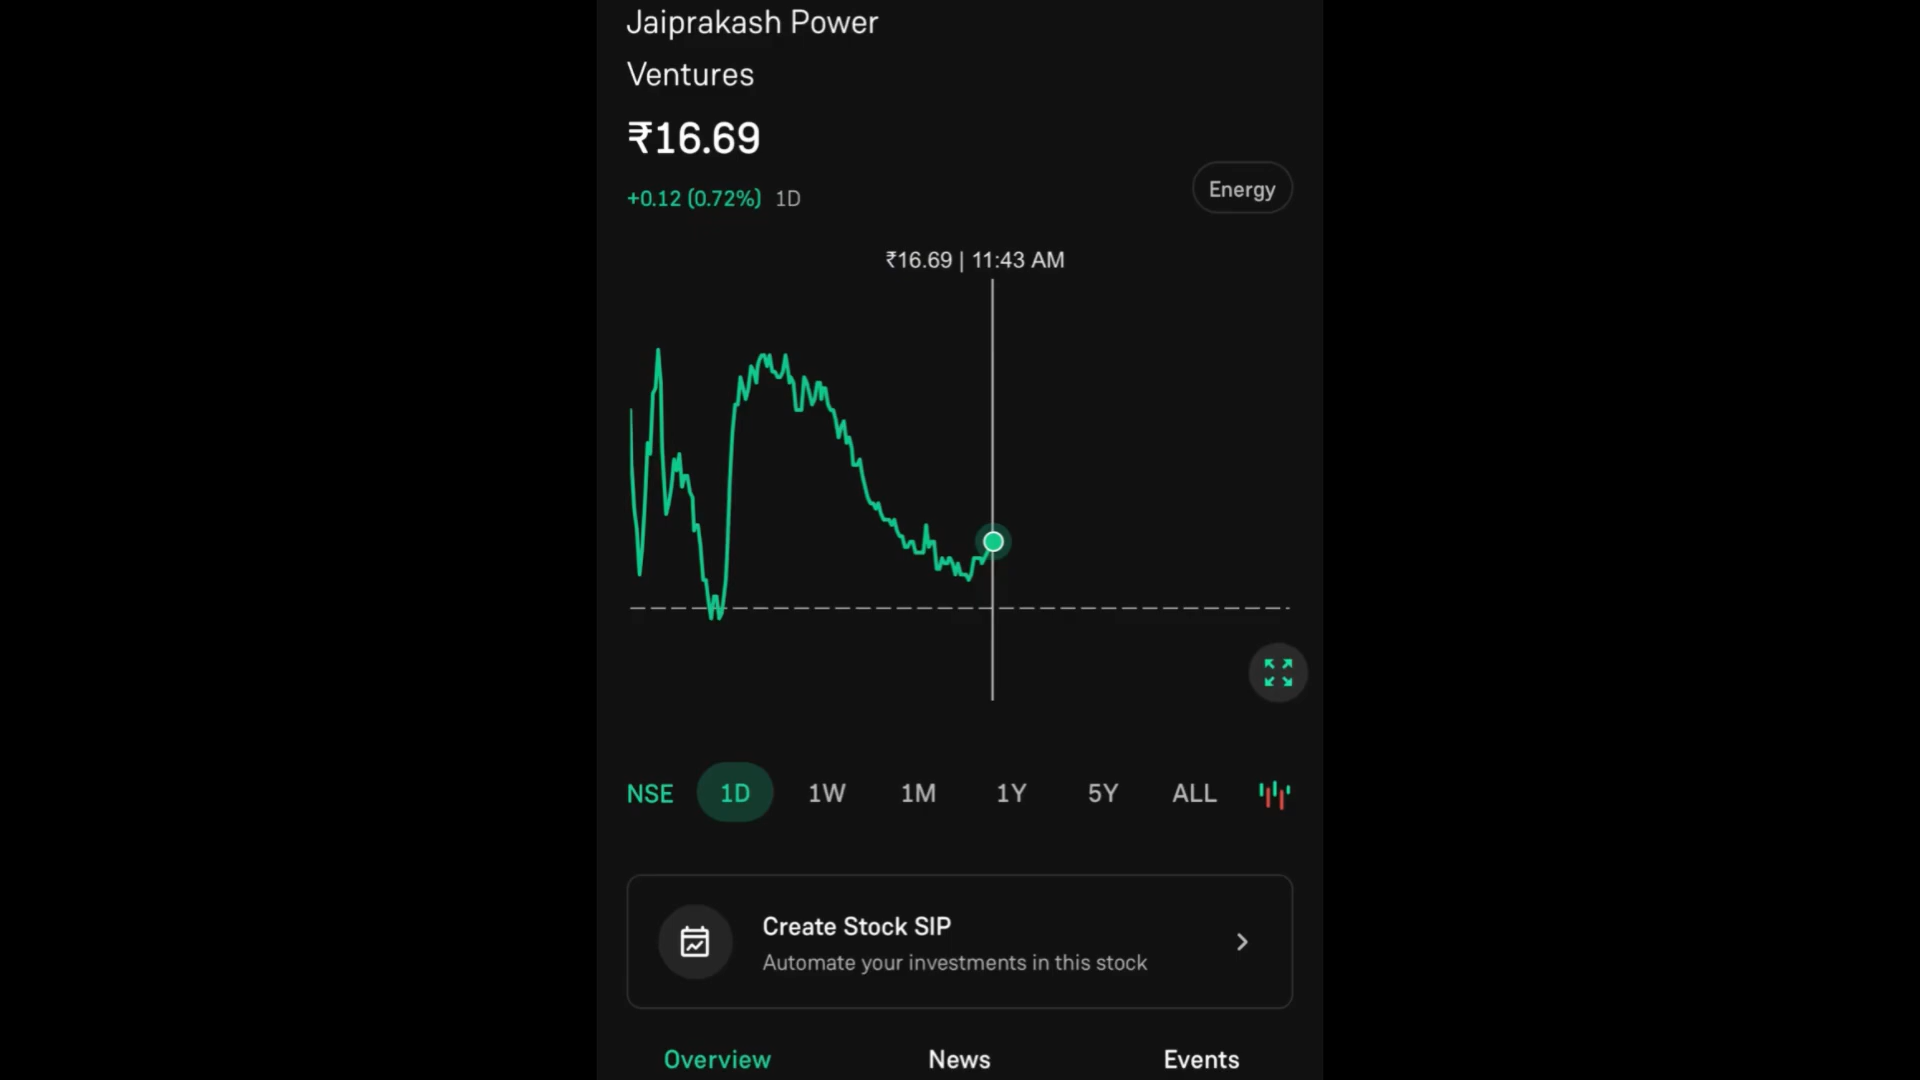 Jaiprakash Power
Ventures
₹16.69
+0.12 (0.72%) 1D
Energy
₹16.69 | 11:43 AM
NSE 1D 1W 1M 1Y 5Y ALL
Create Stock SIP
Automate your investments in this stock
Overview News Events